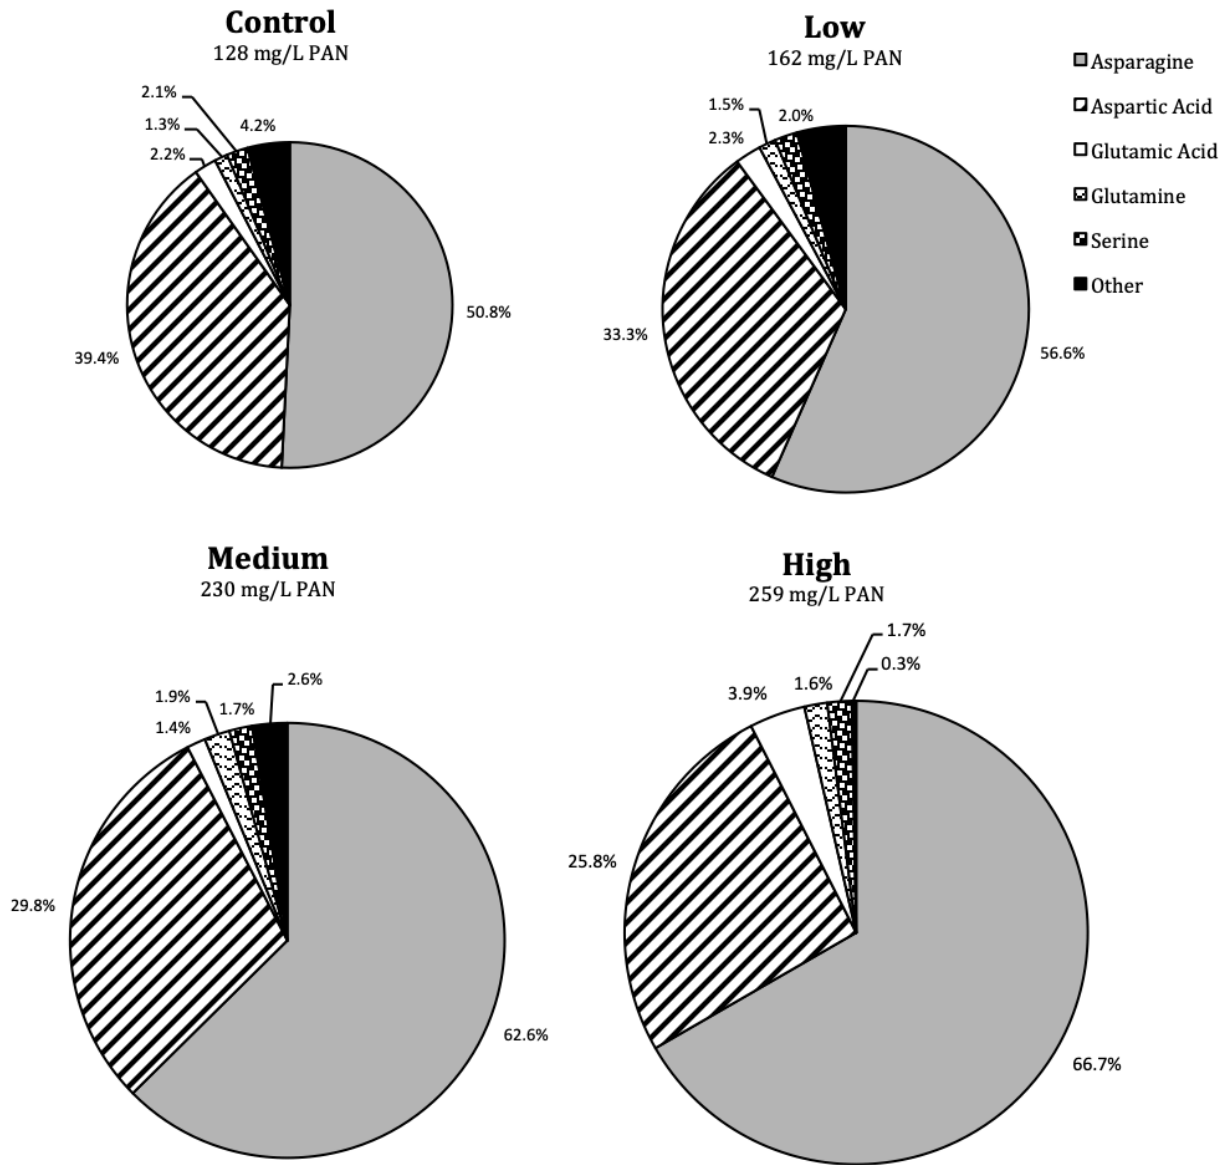 Control
128 mg/L PAN
2.1%
1.3%
4.2%
2.2%
50.8%
39.4%
Low
162 mg/L PAN
1.5%
2.0%
2.3%
33.3%
56.6%
Asparagine
Aspartic Acid
Glutamic Acid
Glutamine
Serine
Other
Medium
230 mg/L PAN
2.6%
1.9%
1.7%
1.4%
29.8%
62.6%
High
259 mg/L PAN
1.7%
0.3%
1.6%
3.9%
25.8%
66.7%